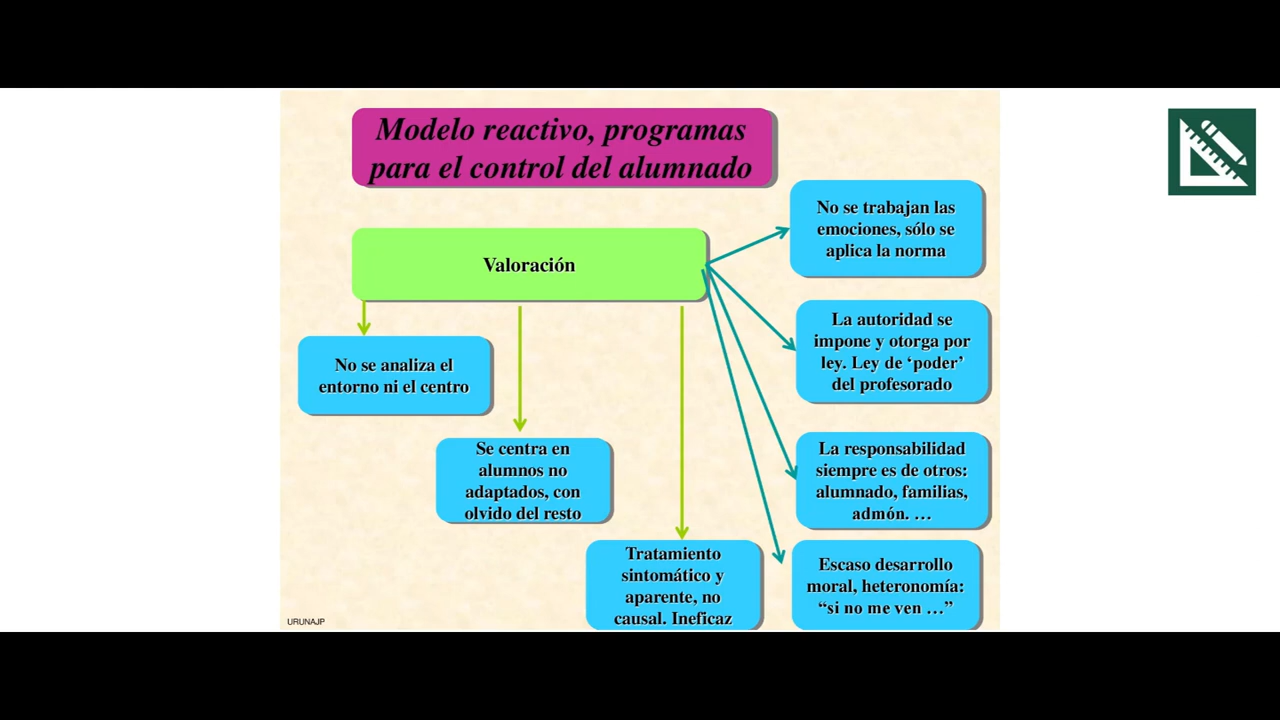 Modelo reactivo, programas
para el control del alumnado
Valoración
No se trabajan las
emociones, sólo se
aplica la norma
La autoridad se
impone y otorga por
ley. Ley de ‘poder’
del profesorado
No se analiza el
entorno ni el centro
Se centra en
alumnos no
adaptados, con
olvido del resto
La responsabilidad
siempre es de otros:
alumnado, familias,
admón. …
Tratamiento
sintomático y
aparente, no
causal. Ineficaz
Escaso desarrollo
moral, heteronomía:
“si no me ven …”
URUNAJP